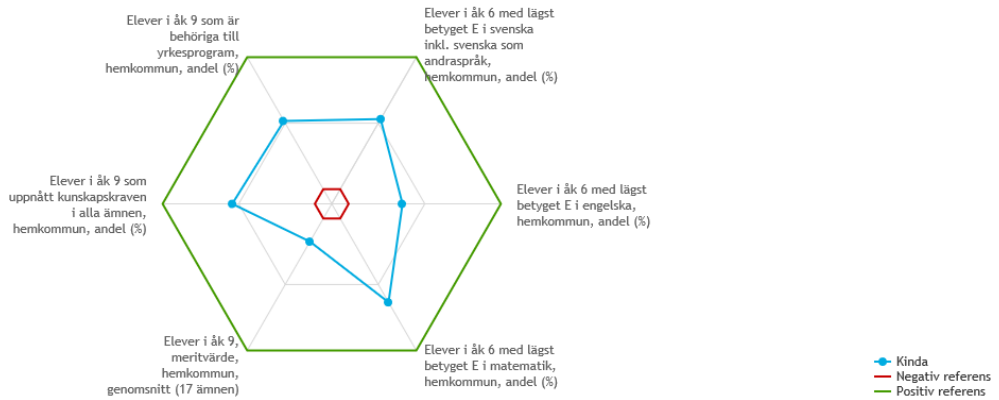 Elever i åk 9 som är
behöriga till
yrkesprogram,
hemkommun, andel (%)
Elever i åk 6 med lägst
betyget E i svenska
inkl. svenska som
andraspråk,
hemkommun, andel (%)
Elever i åk 9 som
uppnått kunskapskraven
i alla ämnen,
hemkommun, andel (%)
Elever i åk 6 med lägst
betyget E i engelska,
hemkommun, andel (%)
Elever i åk 9,
meritvärde,
hemkommun,
genomsnitt (17 ämnen)
Elever i åk 6 med lägst
betyget E i matematik,
hemkommun, andel (%)
Kinda
Negativ referens
Positiv referens